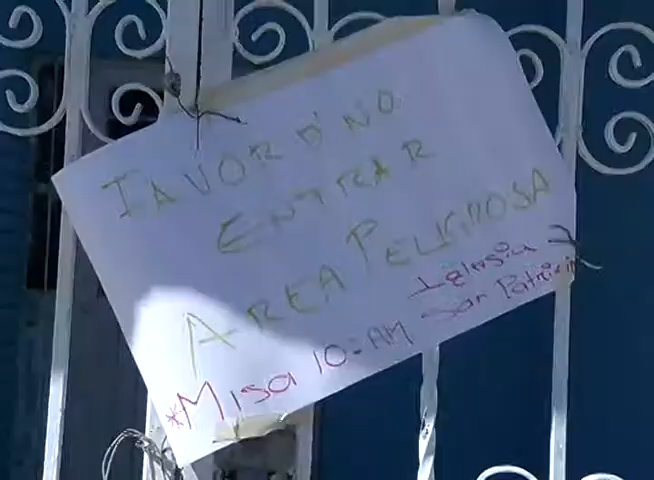 FAVOR D' NO
ENTRAR
AREA PELIGROSA
*MISA 10:AM Iglesia
San Patricio